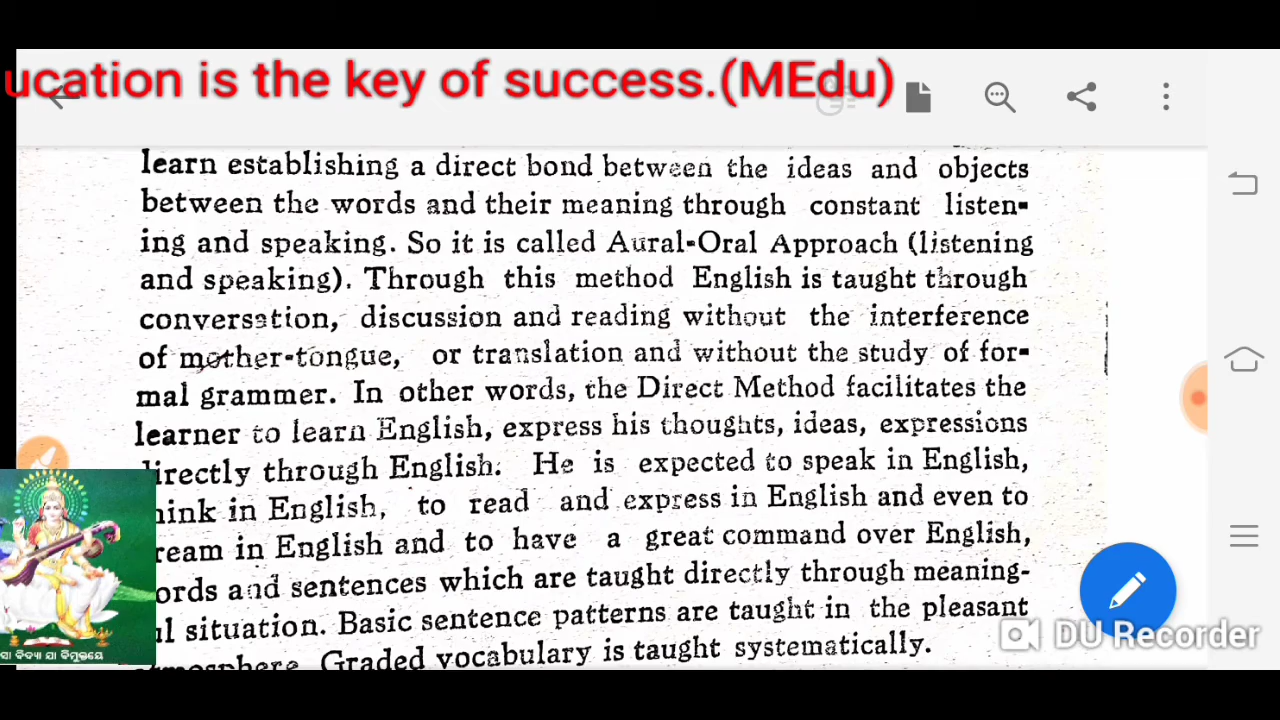 ucation is the key of success.(MEdu)
learn establishing a direct bond between the ideas and objects
between the words and their meaning through constant listen-
ing and speaking. So it is called Aural-Oral Approach (listening
and speaking). Through this method English is taught through
conversation, discussion and reading without the interference
of mother-tongue, or translation and without the study of for-
mal grammer. In other words, the Direct Method facilitates the
learner to learn English, express his thoughts, ideas, expressions
directly through English. He is expected to speak in English,
hink in English, to read and express in English and even to
ream in English and to have a great command over English,
ords and sentences which are taught directly through meaning-
al situation. Basic sentence patterns are taught in the pleasant
tmosphere. Graded vocabulary is taught systematically.
ସା ବିଦ୍ୟା ଯା ବିମୁକ୍ତୟେ
DU Recorder